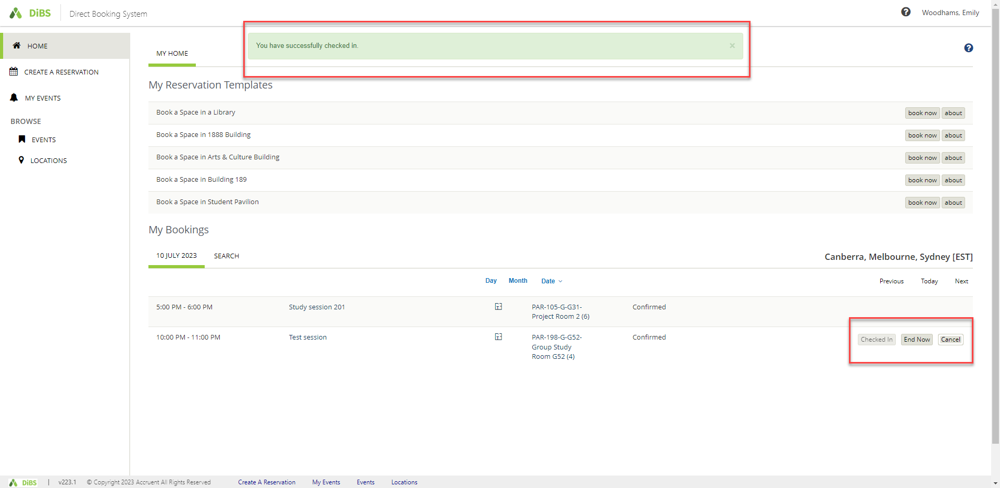 DiBS
Direct Booking System
Woodhams, Emily
HOME
CREATE A RESERVATION
MY EVENTS
BROWSE
EVENTS
LOCATIONS
You have successfully checked in.
×
MY HOME
My Reservation Templates
Book a Space in a Library book now about
Book a Space in 1888 Building book now about
Book a Space in Arts & Culture Building book now about
Book a Space in Building 189 book now about
Book a Space in Student Pavilion book now about
My Bookings
10 JULY 2023 SEARCH Canberra, Melbourne, Sydney [EST]
Day Month Date Previous Today Next
5:00 PM - 6:00 PM Study session 201 PAR-105-G-G31- Confirmed
Project Room 2 (6)
10:00 PM - 11:00 PM Test session PAR-198-G-G52- Confirmed Checked In End Now Cancel
Group Study
Room G52 (4)
DiBS | v223.1 © Copyright 2023 Accruent All Rights Reserved Create A Reservation My Events Events Locations